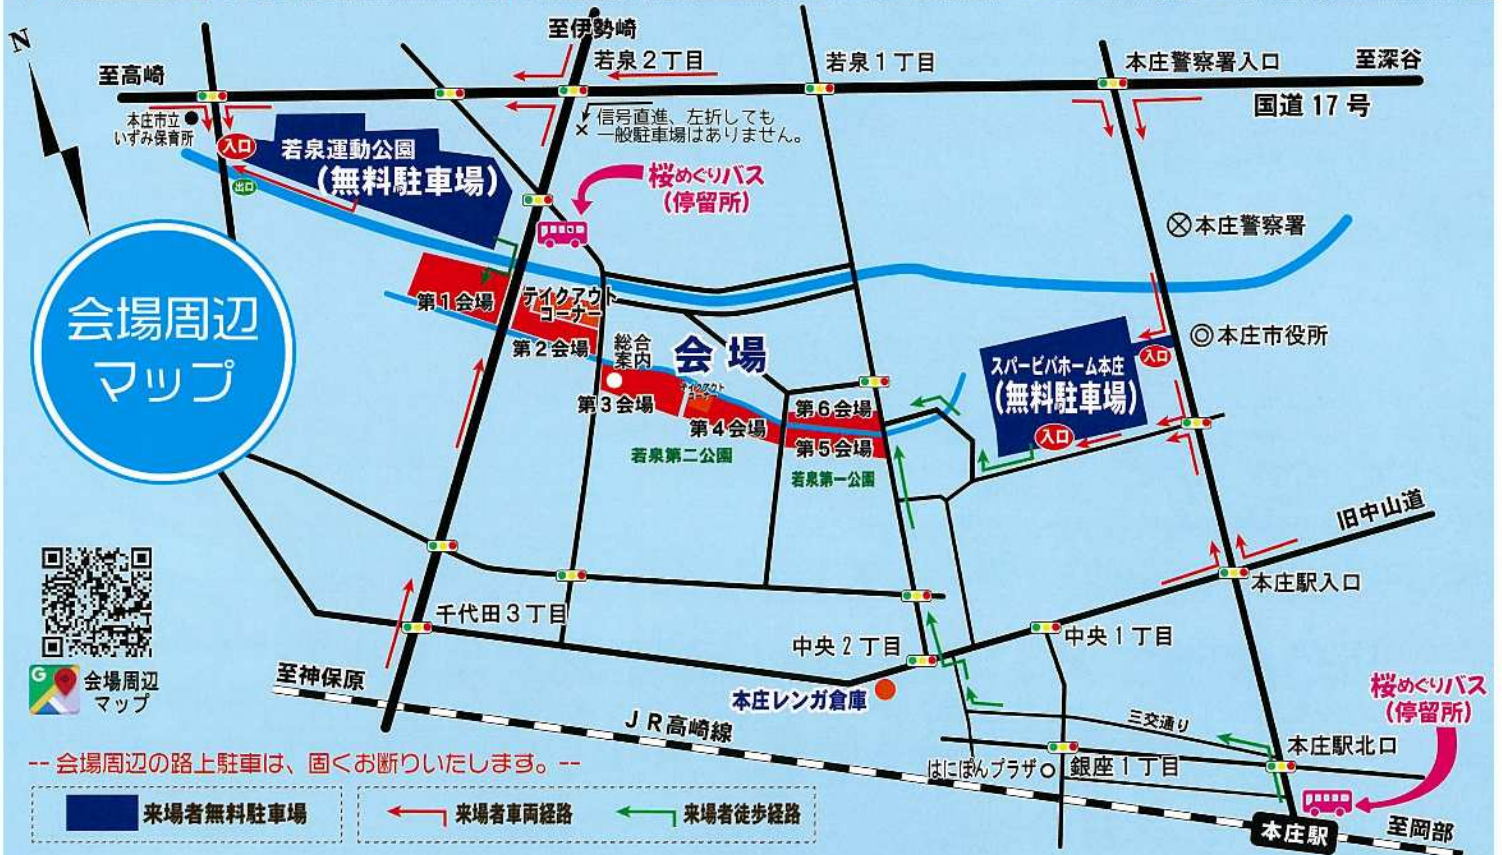 N
至伊勢崎
若泉2丁目
若泉1丁目
本庄警察署入口
至深谷
至高崎
国道17号
本庄市立
いずみ保育所
信号直進、左折しても
一般駐車場はありません。
入口
出口
若泉運動公園
(無料駐車場)
桜めぐりバス
(停留所)
本庄警察署
会場周辺
マップ
第1会場
テイクアウト
コーナー
第2会場
総合
案内
会場
本庄市役所
スパービバホーム本庄
(無料駐車場)
入口
入口
第3会場
テイクアウト
コーナー
第4会場
第6会場
第5会場
若泉第二公園
若泉第一公園
旧中山道
本庄駅入口
千代田3丁目
中央2丁目
中央1丁目
G
会場周辺
マップ
至神保原
本庄レンガ倉庫
JR高崎線
桜めぐりバス
(停留所)
三交通り
本庄駅北口
はにぽんプラザ
銀座1丁目
-- 会場周辺の路上駐車は、固くお断りいたします。--
来場者無料駐車場
来場者車両経路
来場者徒歩経路
本庄駅
至岡部